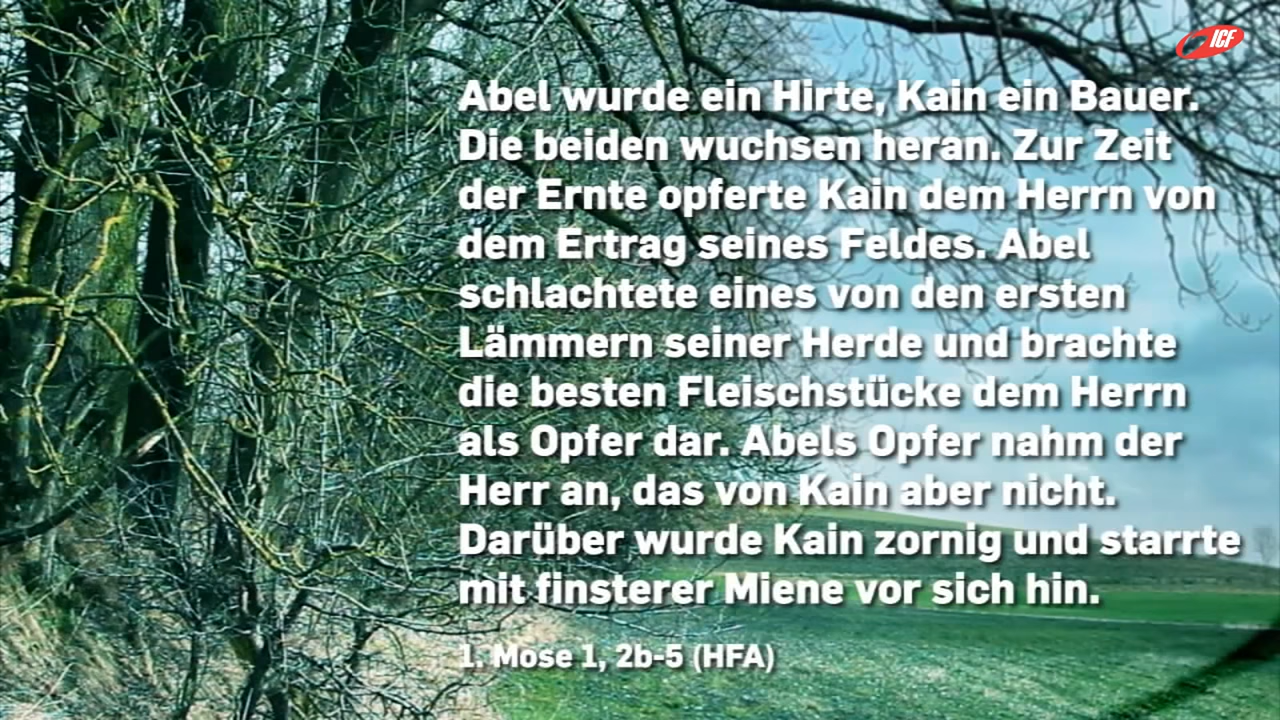 ICF
Abel wurde ein Hirte, Kain ein Bauer.
Die beiden wuchsen heran. Zur Zeit
der Ernte opferte Kain dem Herrn von
dem Ertrag seines Feldes. Abel
schlachtete eines von den ersten
Lämmern seiner Herde und brachte
die besten Fleischstücke dem Herrn
als Opfer dar. Abels Opfer nahm der
Herr an, das von Kain aber nicht.
Darüber wurde Kain zornig und starrte
mit finsterer Miene vor sich hin.
1. Mose 1, 2b-5 (HFA)